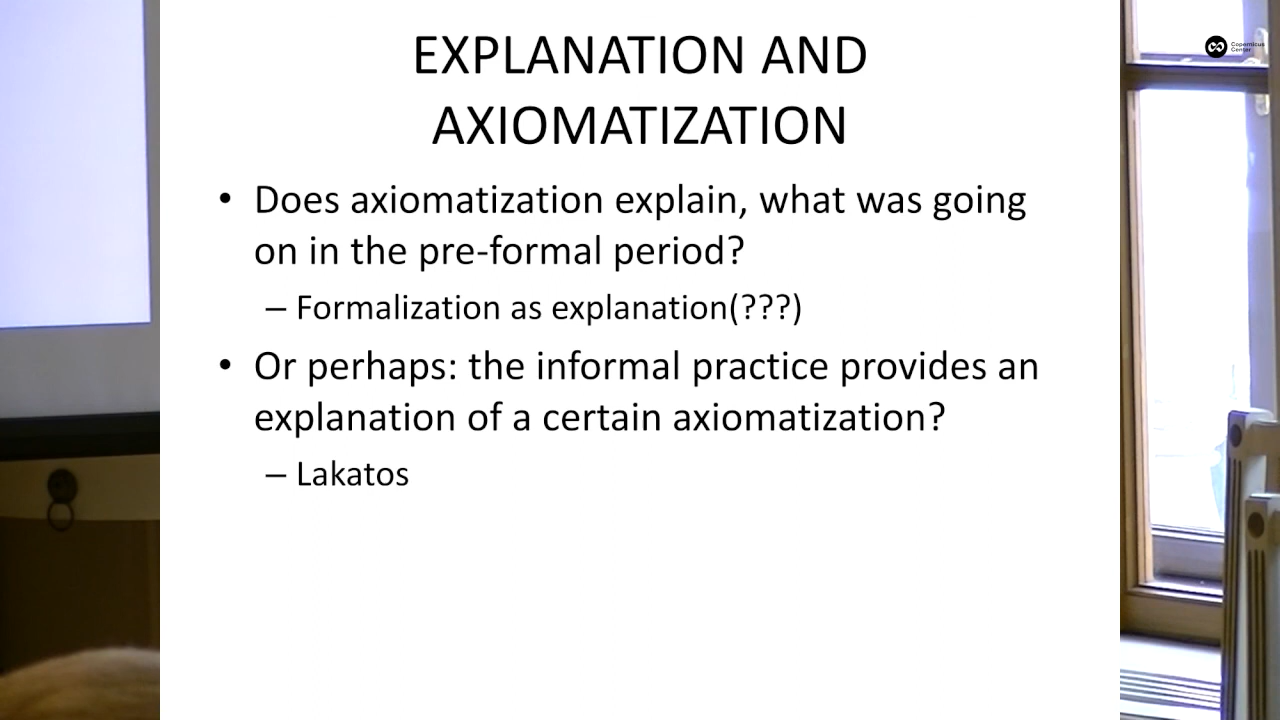 Copernicus
Center
EXPLANATION AND
AXIOMATIZATION
• Does axiomatization explain, what was going
on in the pre-formal period?
– Formalization as explanation(???)
• Or perhaps: the informal practice provides an
explanation of a certain axiomatization?
– Lakatos